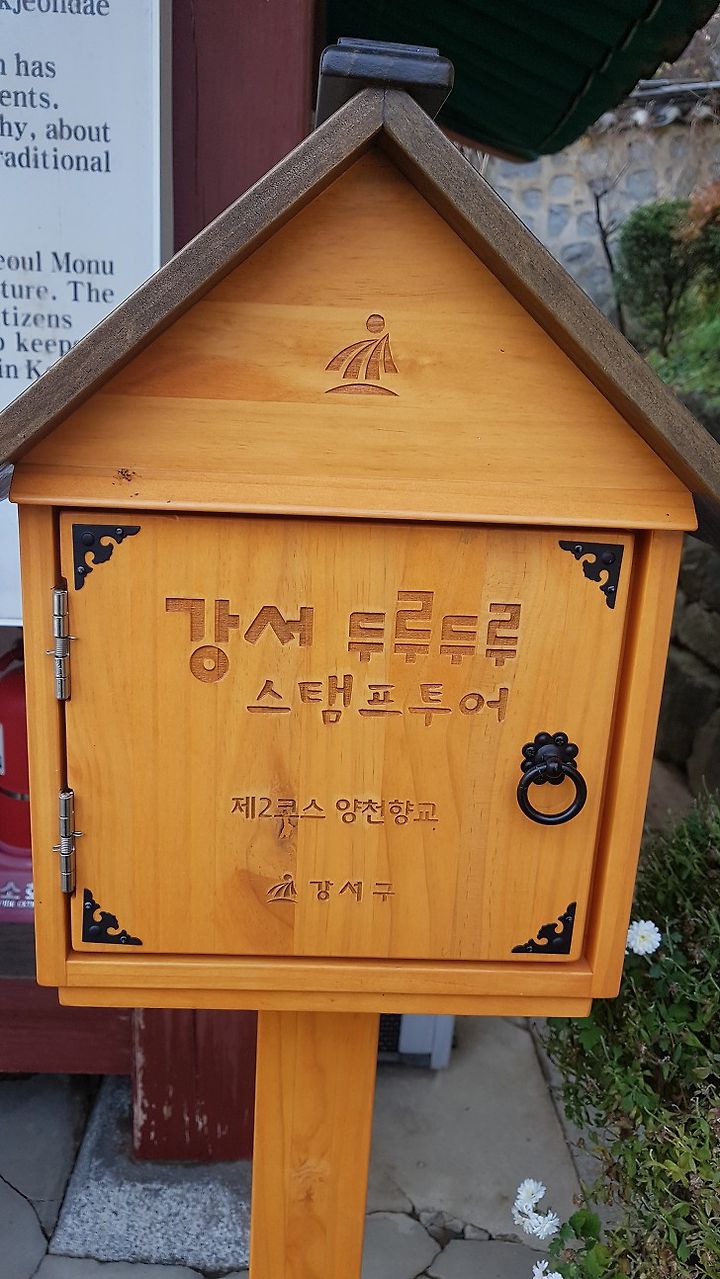 kjeondae
has
ents.
hy, about
raditional
eoul Monu
ture. The
tizens
keep
in K
강서 두루두루
스탬프투어
제2코스 양천향교
강서구